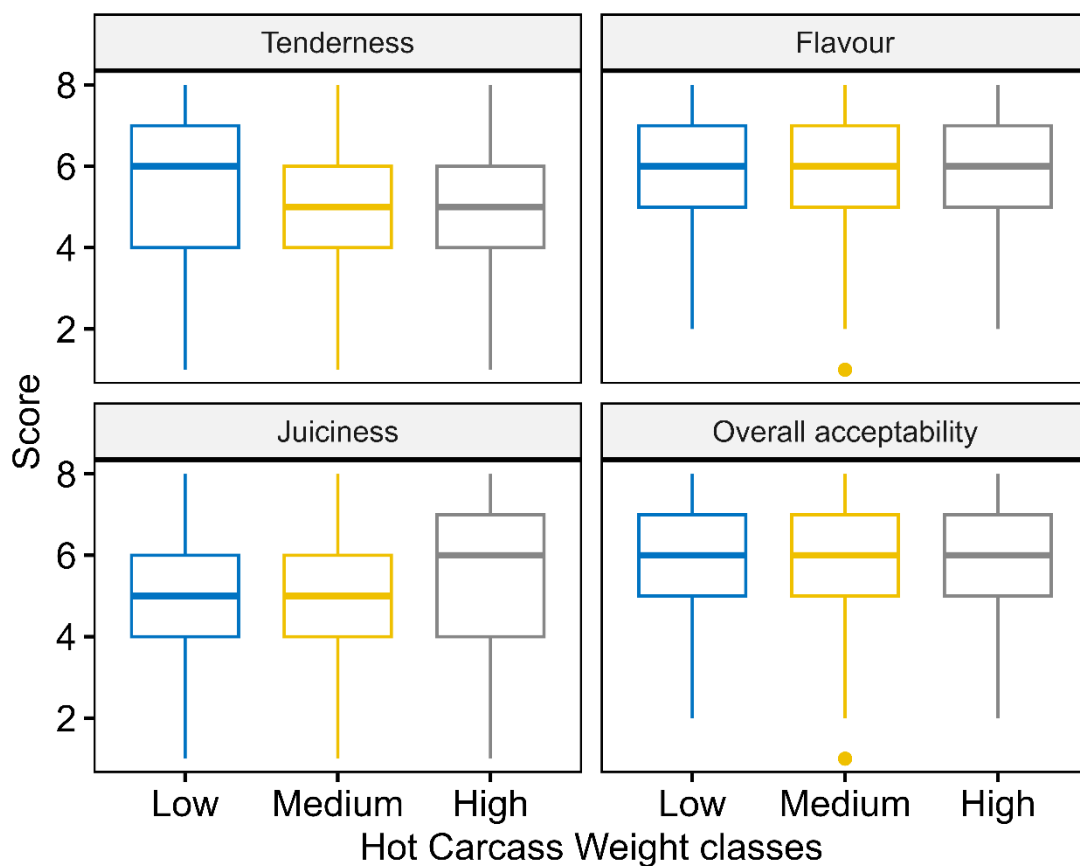 Tenderness
Flavour
8
6
4
2
Score
Juiciness
Overall acceptability
8
6
4
2
Low Medium High
Low Medium High
Hot Carcass Weight classes